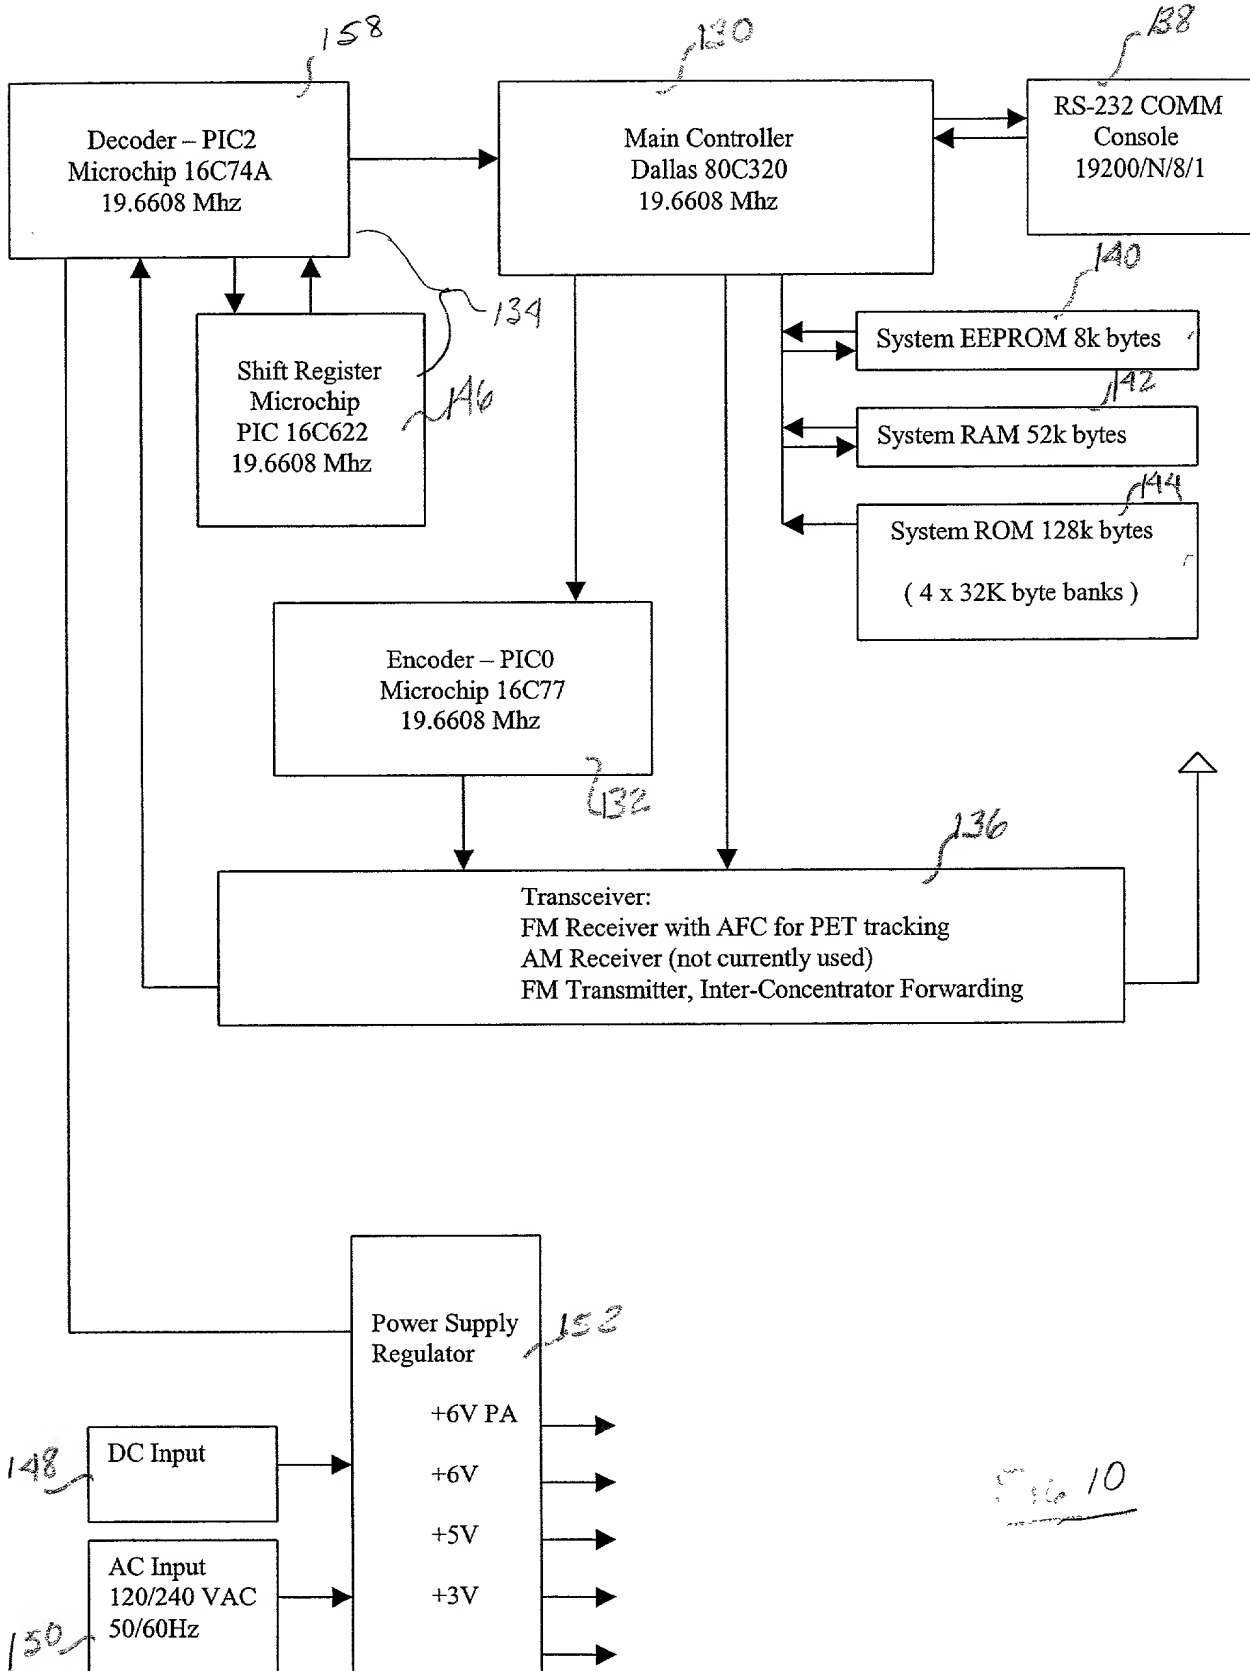 158
130
138
Decoder – PIC2
Microchip 16C74A
19.6608 Mhz
Main Controller
Dallas 80C320
19.6608 Mhz
RS-232 COMM
Console
19200/N/8/1
134
140
System EEPROM 8k bytes
Shift Register
Microchip
PIC 16C622
19.6608 Mhz
146
142
System RAM 52k bytes
144
System ROM 128k bytes
( 4 x 32K byte banks )
Encoder – PIC0
Microchip 16C77
19.6608 Mhz
132
136
Transceiver:
FM Receiver with AFC for PET tracking
AM Receiver (not currently used)
FM Transmitter, Inter-Concentrator Forwarding
Power Supply
Regulator
152
+6V PA
+6V
+5V
+3V
148
DC Input
AC Input
120/240 VAC
50/60Hz
150
FIG 10